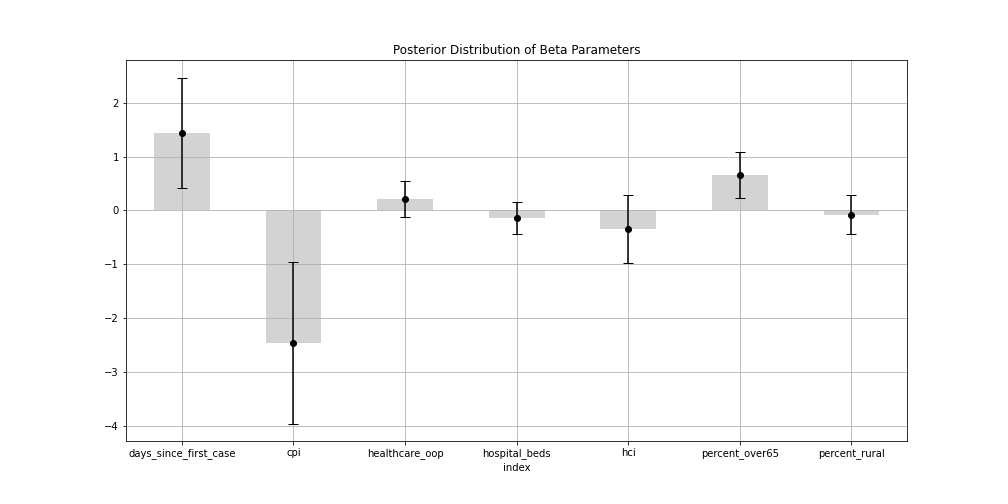 Posterior Distribution of Beta Parameters
2
1
0
−1
−2
−3
−4
days_since_first_case cpi healthcare_oop hospital_beds hci percent_over65 percent_rural
index